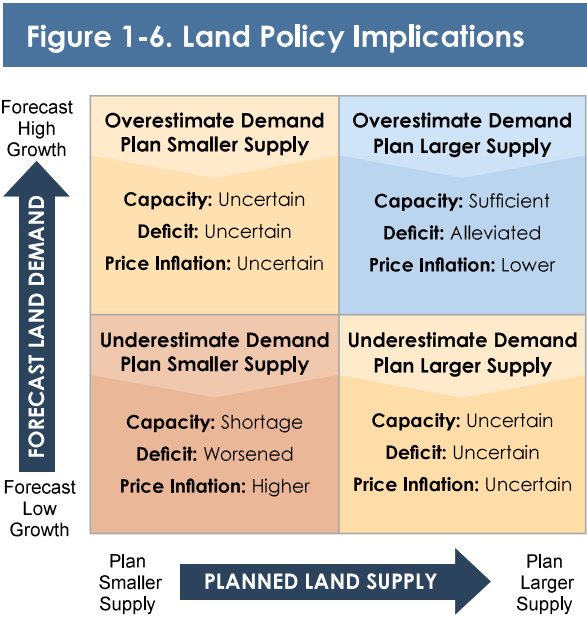 Figure 1-6. Land Policy Implications
Forecast
High
Growth
FORECAST LAND DEMAND
Forecast
Low
Growth
Overestimate Demand
Plan Smaller Supply
Capacity: Uncertain
Deficit: Uncertain
Price Inflation: Uncertain
Overestimate Demand
Plan Larger Supply
Capacity: Sufficient
Deficit: Alleviated
Price Inflation: Lower
Underestimate Demand
Plan Smaller Supply
Capacity: Shortage
Deficit: Worsened
Price Inflation: Higher
Underestimate Demand
Plan Larger Supply
Capacity: Uncertain
Deficit: Uncertain
Price Inflation: Uncertain
Plan
Smaller
Supply
PLANNED LAND SUPPLY
Plan
Larger
Supply